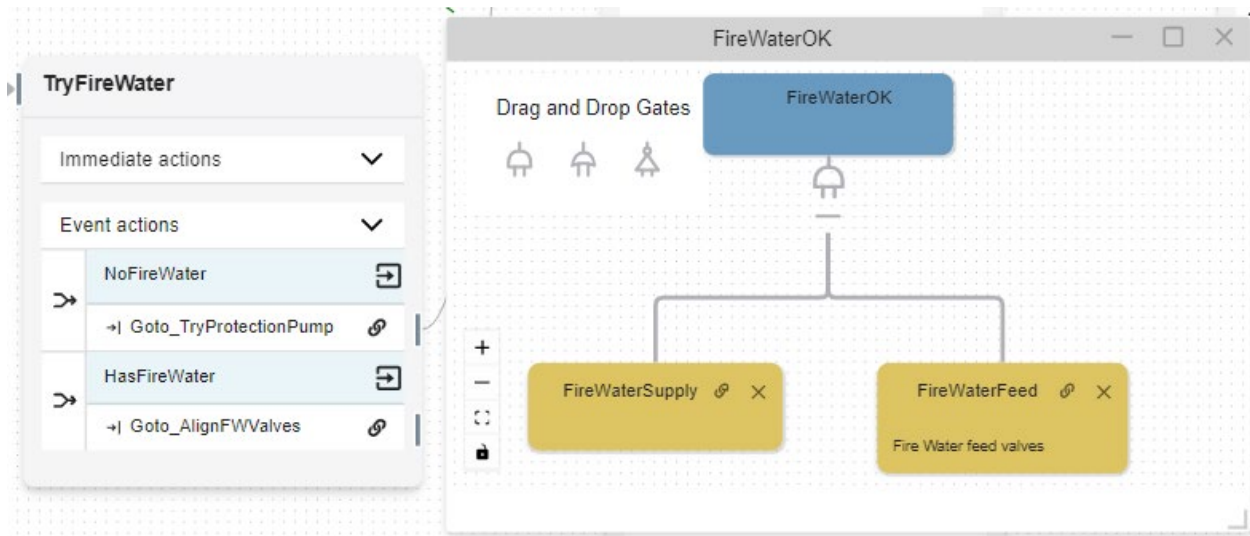 TryFireWater
Immediate actions
Event actions
NoFireWater
Goto_TryProtectionPump
HasFireWater
Goto_AlignFWValves
FireWaterOK
Drag and Drop Gates
FireWaterOK
FireWaterSupply
FireWaterFeed
Fire Water feed valves